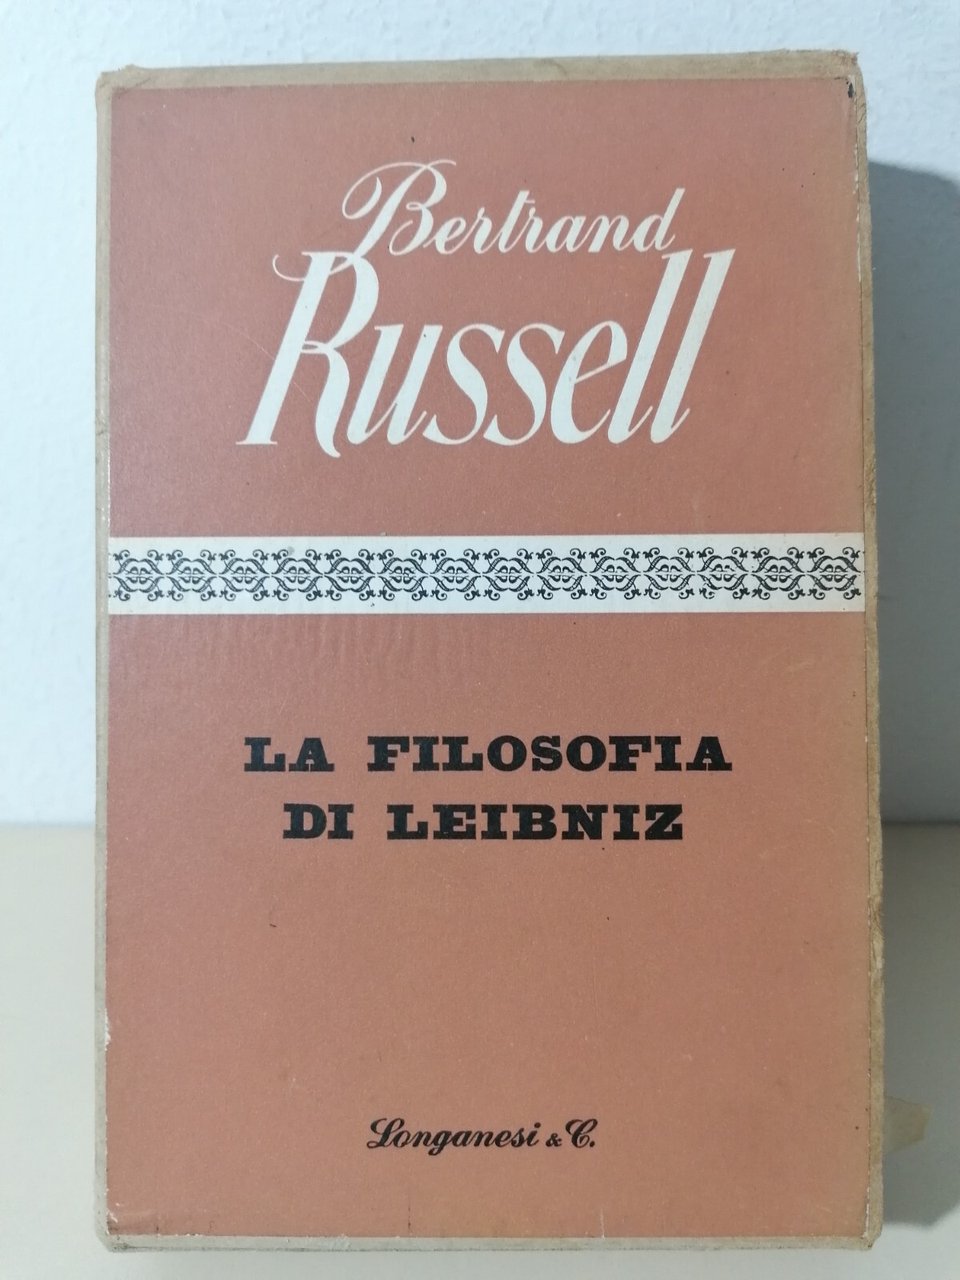 Bertrand
Russell
LA FILOSOFIA
DI LEIBNIZ
Longanesi & C.